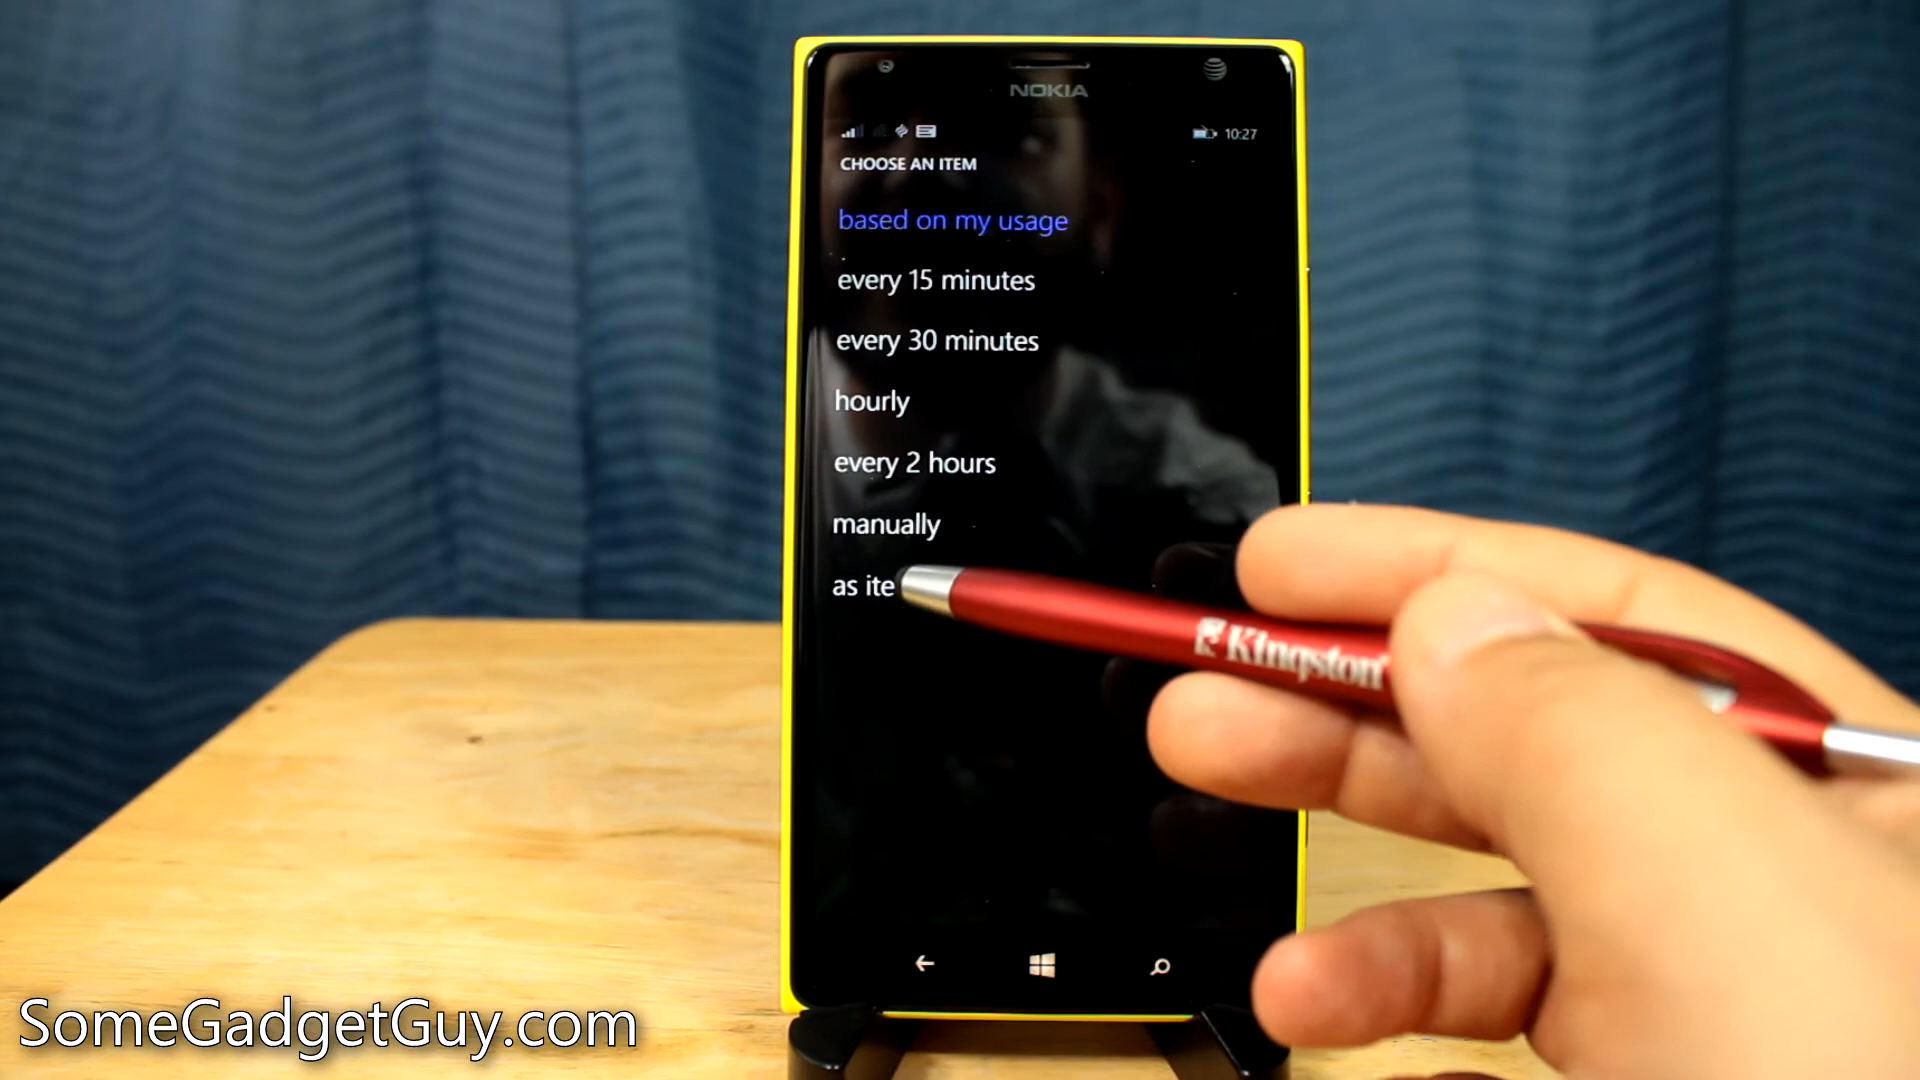 NOKIA
10:27
CHOOSE AN ITEM
based on my usage
every 15 minutes
every 30 minutes
hourly
every 2 hours
manually
as ite
Kingston
SomeGadgetGuy.com